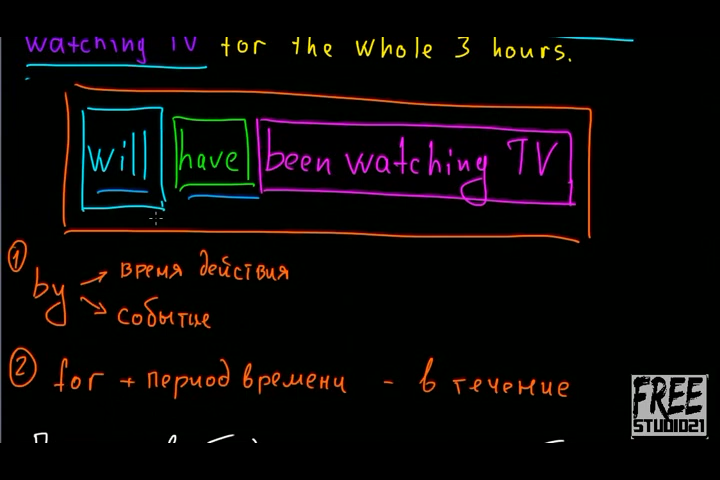 watching TV for the whole 3 hours.
will have been watching TV
① by время действия
событие
② for + период времени - в течение
FREE
STUDIO21